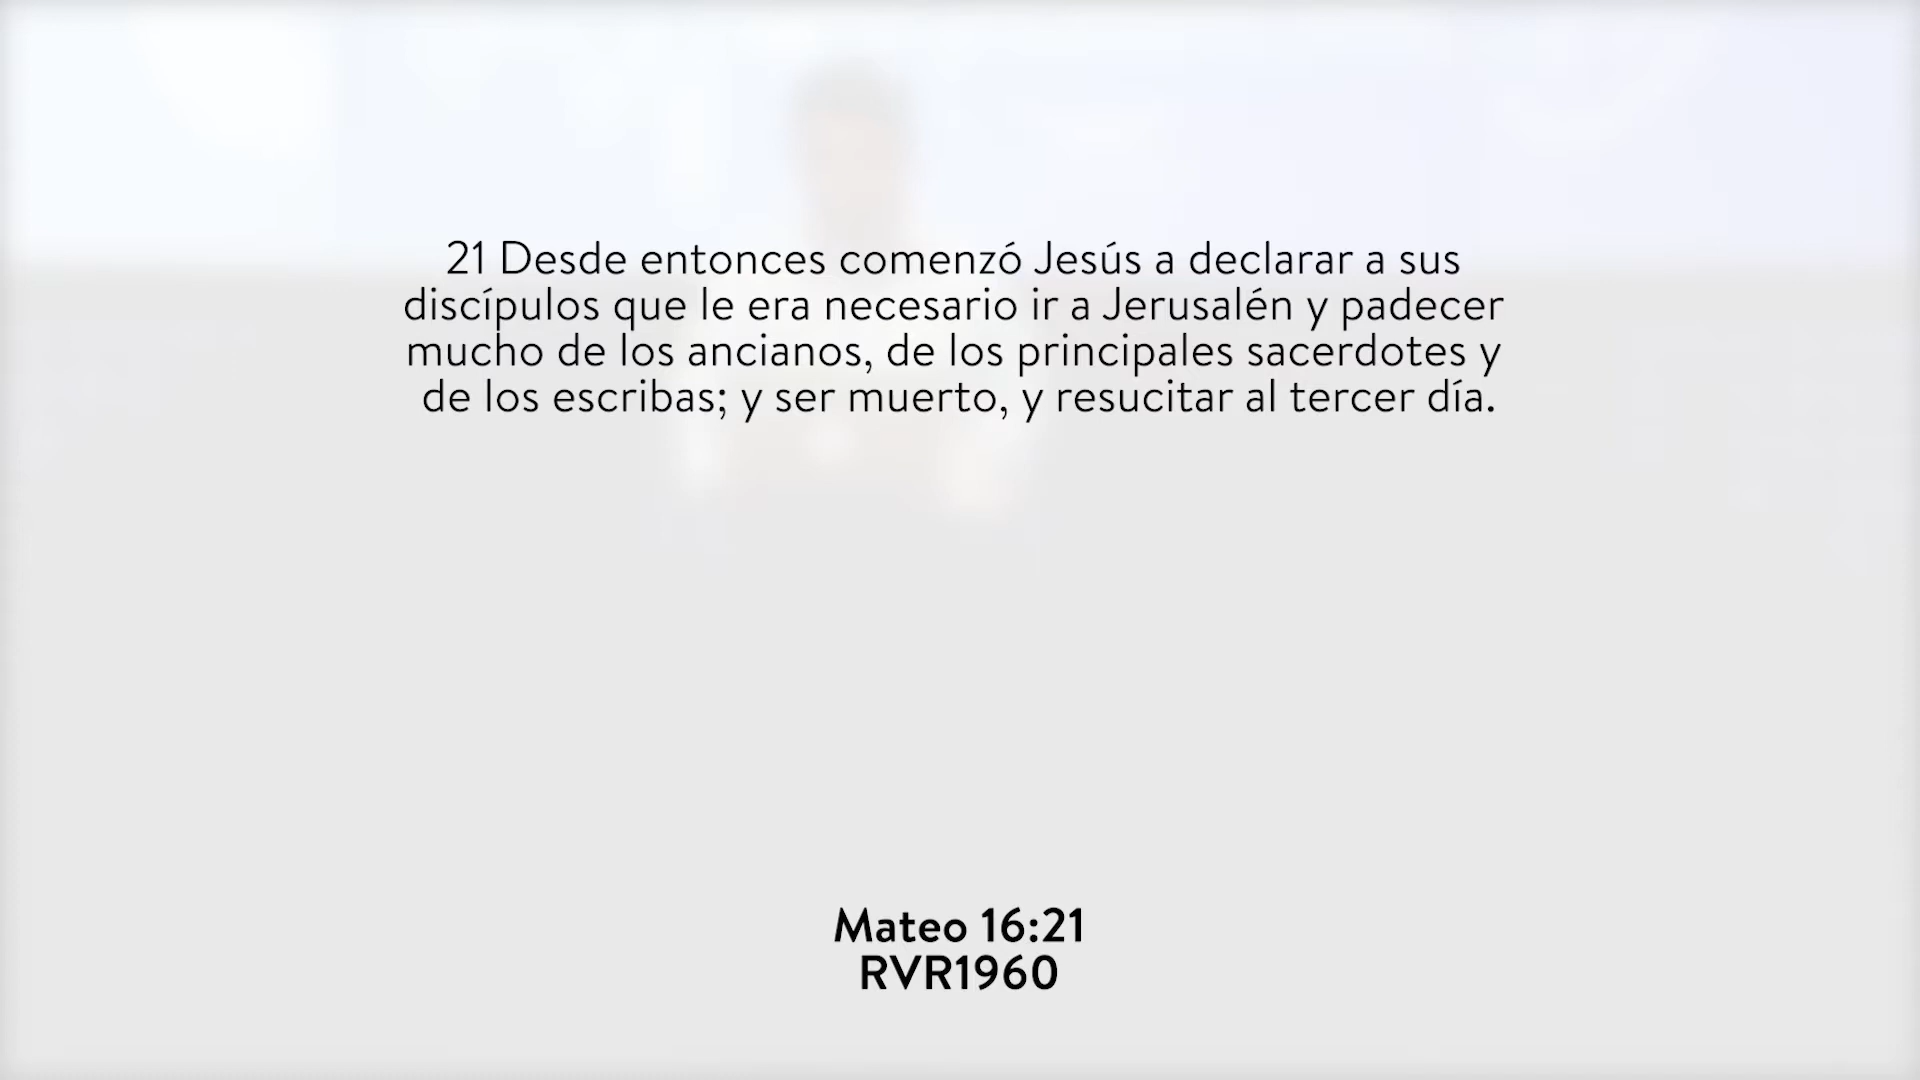 21 Desde entonces comenzó Jesús a declarar a sus
discípulos que le era necesario ir a Jerusalén y padecer
mucho de los ancianos, de los principales sacerdotes y
de los escribas; y ser muerto, y resucitar al tercer día.
Mateo 16:21
RVR1960